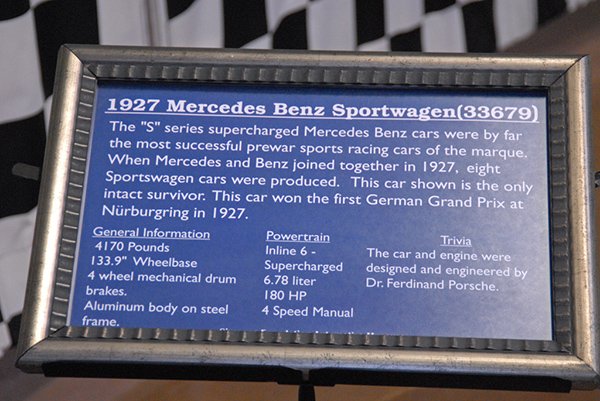 1927 Mercedes Benz Sportwagen(33679)
The "S" series supercharged Mercedes Benz cars were by far
the most successful prewar sports racing cars of the marque.
When Mercedes and Benz joined together in 1927, eight
Sportswagen cars were produced. This car shown is the only
intact survivor. This car won the first German Grand Prix at
Nürburgring in 1927.
General Information
4170 Pounds
133.9" Wheelbase
4 wheel mechanical drum
brakes.
Aluminum body on steel
frame.
Powertrain
Inline 6 -
Supercharged
6.78 liter
180 HP
4 Speed Manual
Trivia
The car and engine were
designed and engineered by
Dr. Ferdinand Porsche.